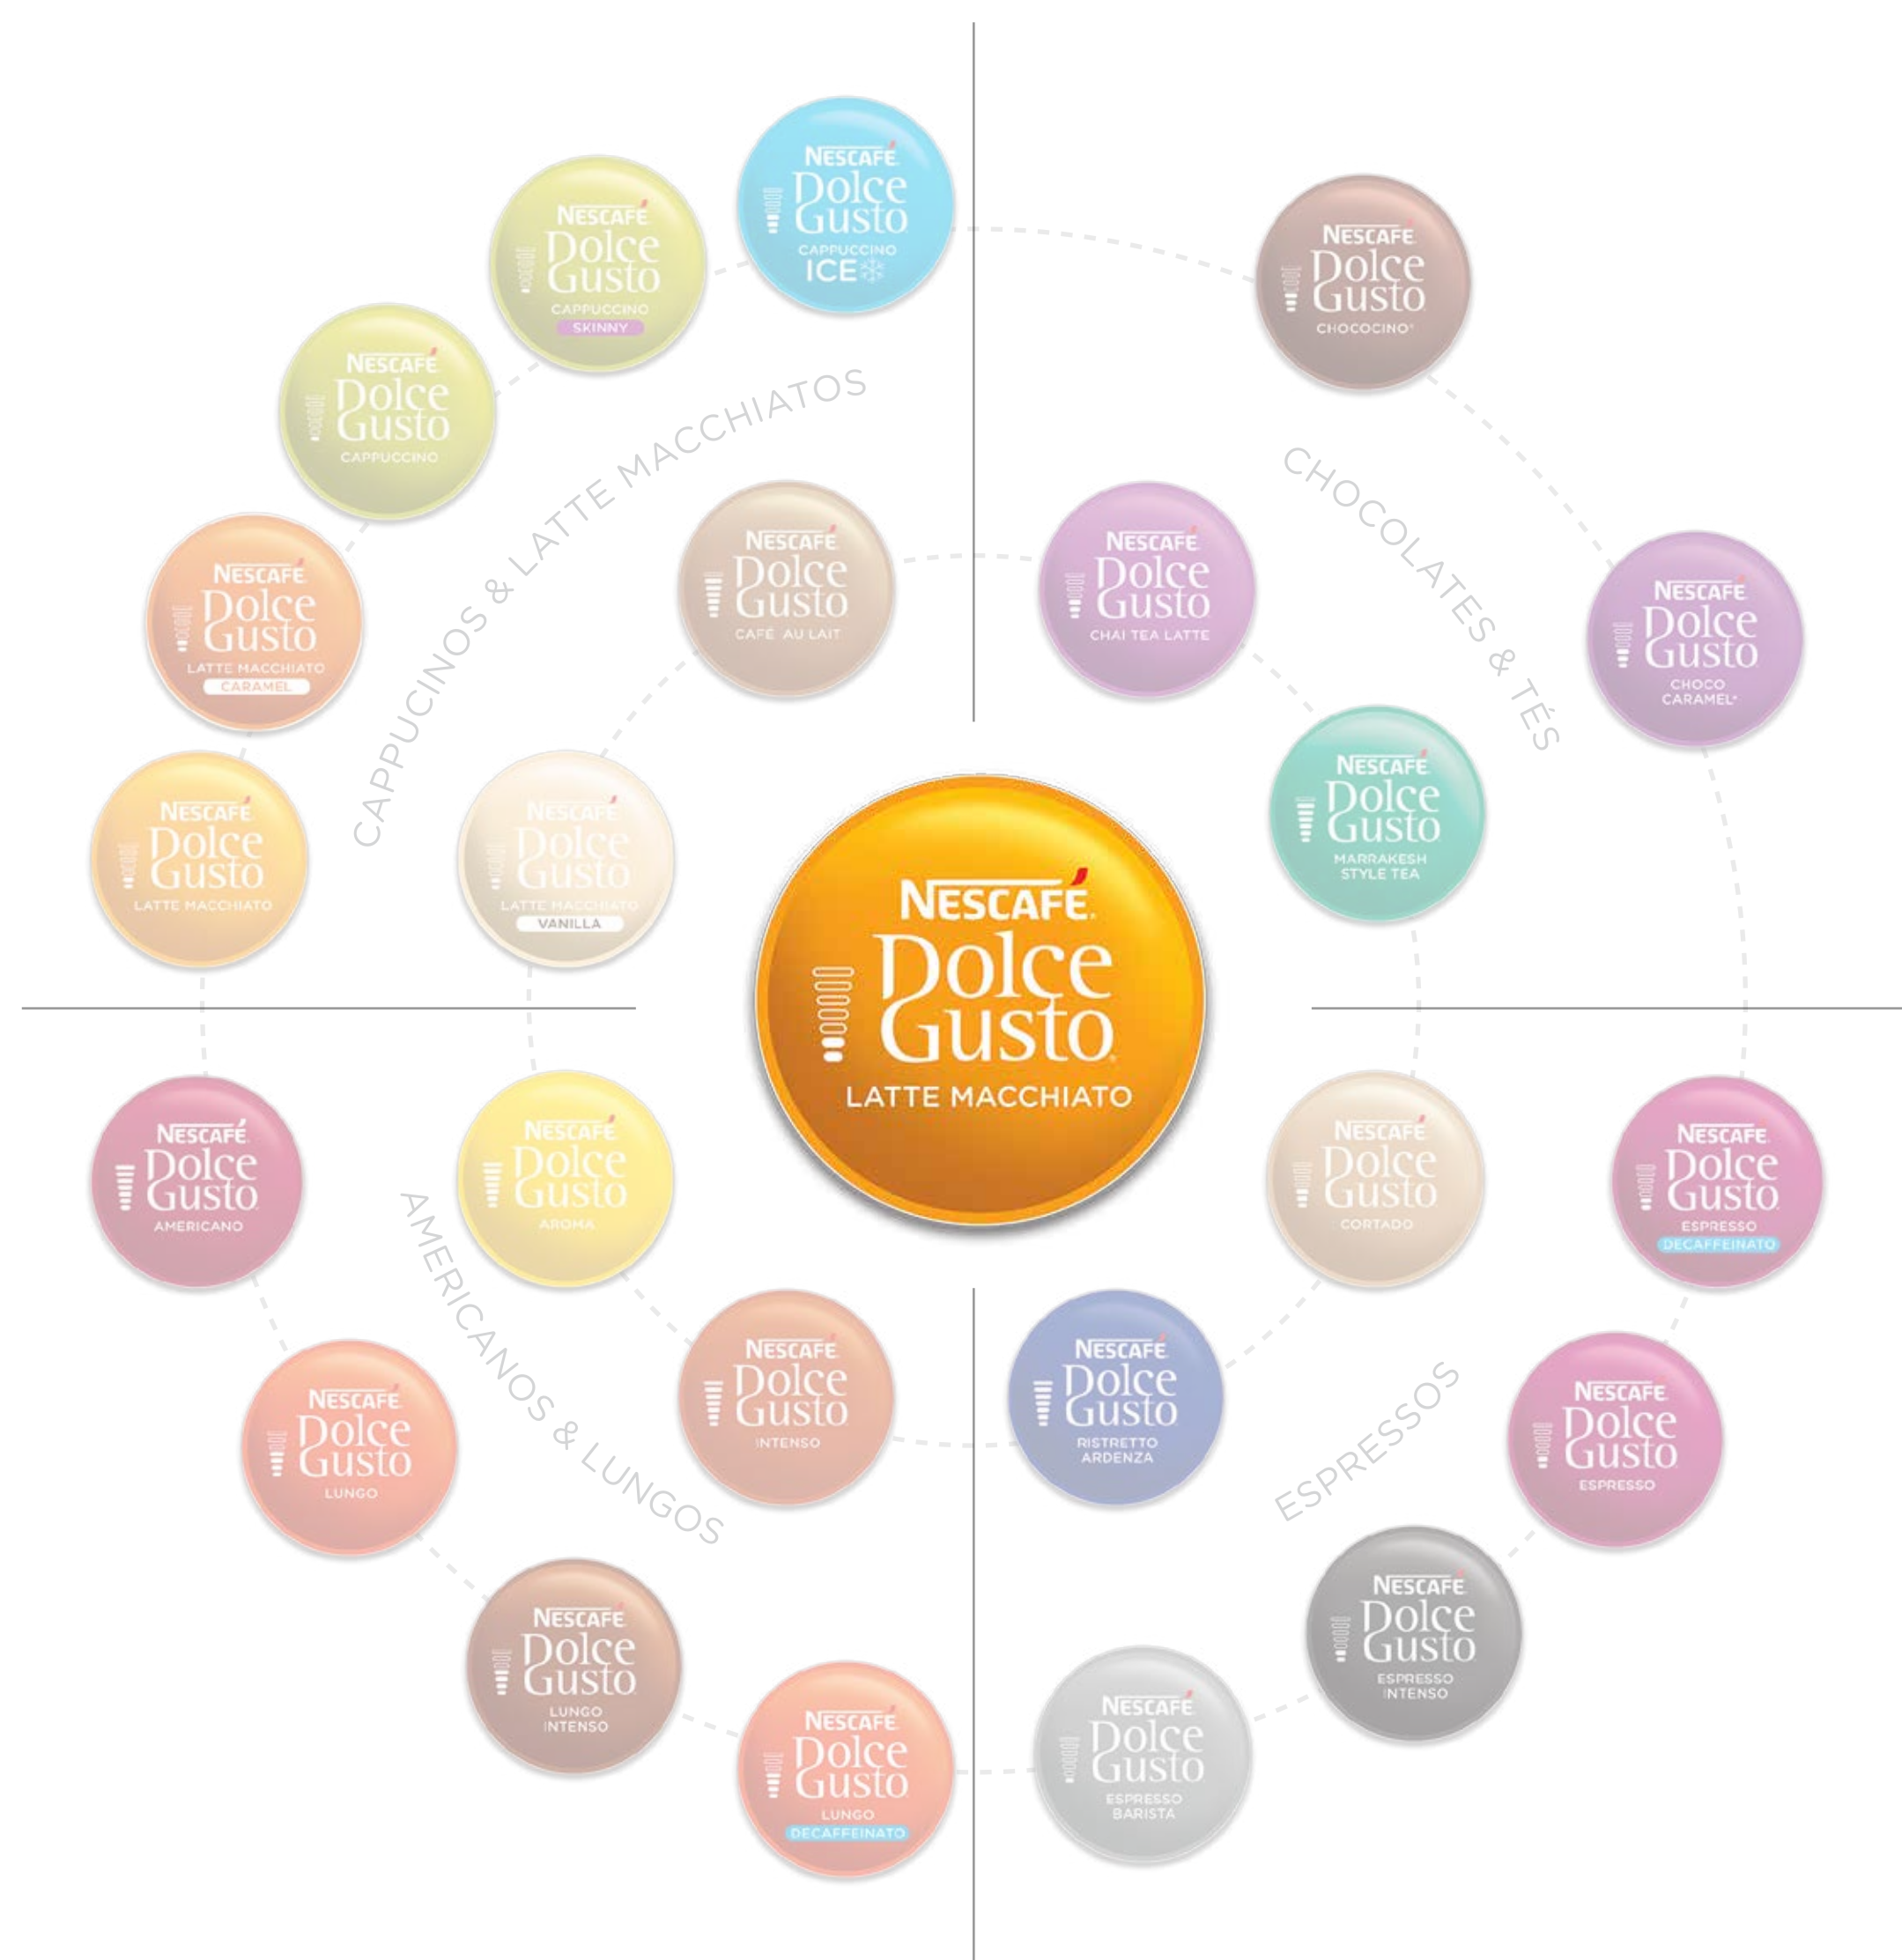 NESCAFÉ
Dolce
Gusto
CAPPUCCINO
ICE
NESCAFÉ
Dolce
Gusto
CAPPUCCINO
SKINNY
NESCAFÉ
Dolce
Gusto
CAPPUCCINO
NESCAFÉ
Dolce
Gusto
LATTE MACCHIATO
CARAMEL
NESCAFÉ
Dolce
Gusto
LATTE MACCHIATO
CAPPUCINOS & LATTE MACCHIATOS
NESCAFÉ
Dolce
Gusto
CAFÉ AU LAIT
NESCAFÉ
Dolce
Gusto
LATTE MACCHIATO
VANILLA
NESCAFÉ
Dolce
Gusto
CHOCOCINO*
NESCAFÉ
Dolce
Gusto
CHOCO
CARAMEL*
CHOCOLATES & TÉS
NESCAFÉ
Dolce
Gusto
CHAI TEA LATTE
NESCAFÉ
Dolce
Gusto
MARRAKESH
STYLE TEA
NESCAFÉ
Dolce
Gusto
LATTE MACCHIATO
NESCAFÉ
Dolce
Gusto
AMERICANO
NESCAFÉ
Dolce
Gusto
AROMA
AMERICANOS & LUNGOS
NESCAFÉ
Dolce
Gusto
INTENSO
NESCAFÉ
Dolce
Gusto
LUNGO
NESCAFÉ
Dolce
Gusto
LUNGO
INTENSO
NESCAFÉ
Dolce
Gusto
LUNGO
DECAFFEINATO
NESCAFÉ
Dolce
Gusto
CORTADO
NESCAFÉ
Dolce
Gusto
ESPRESSO
DECAFFEINATO
NESCAFÉ
Dolce
Gusto
RISTRETTO
ARDENZA
ESPRESSOS
NESCAFÉ
Dolce
Gusto
ESPRESSO
NESCAFÉ
Dolce
Gusto
ESPRESSO
INTENSO
NESCAFÉ
Dolce
Gusto
ESPRESSO
BARISTA